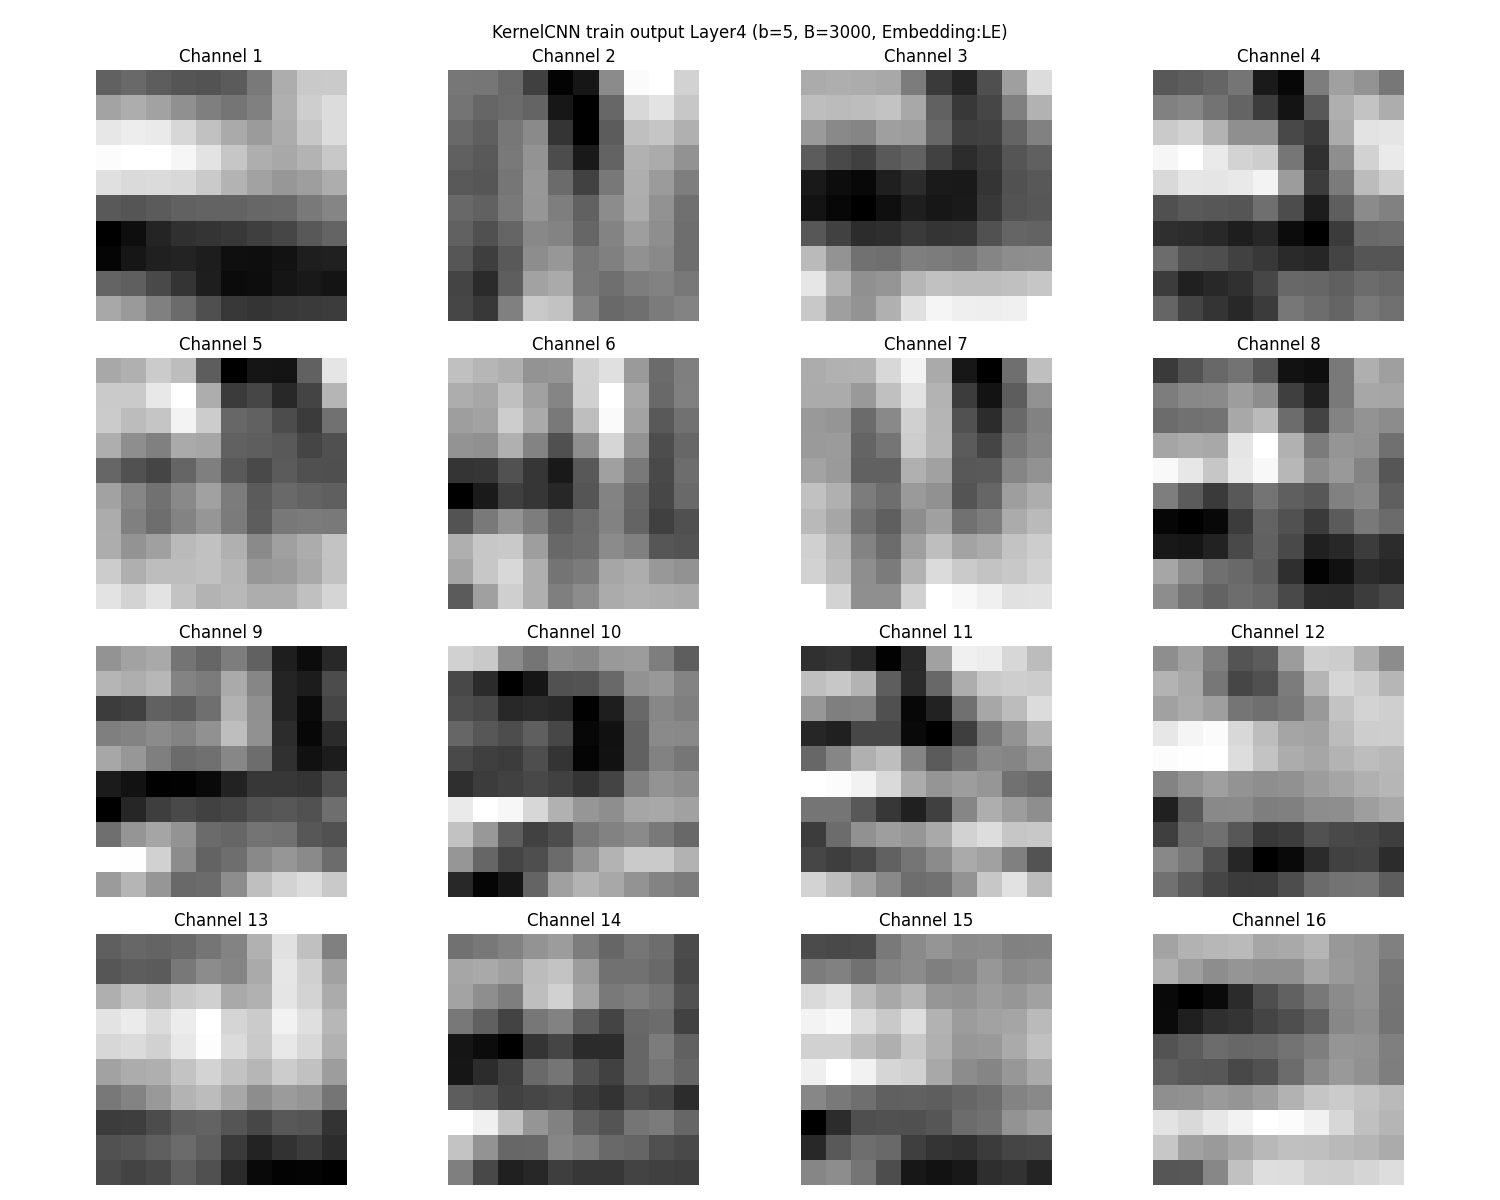 KernelCNN train output Layer4 (b=5, B=3000, Embedding:LE)
Channel 1
Channel 2
Channel 3
Channel 4
Channel 5
Channel 6
Channel 7
Channel 8
Channel 9
Channel 10
Channel 11
Channel 12
Channel 13
Channel 14
Channel 15
Channel 16